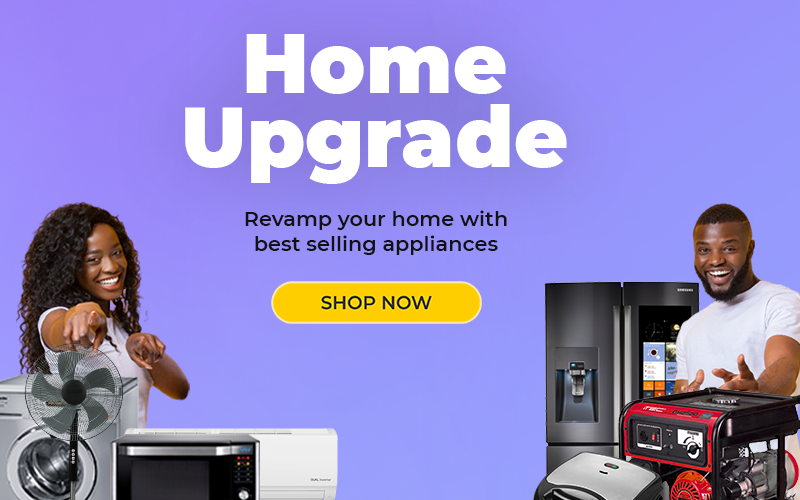 Home
Upgrade
Revamp your home with
best selling appliances
SHOP NOW
SAMSUNG